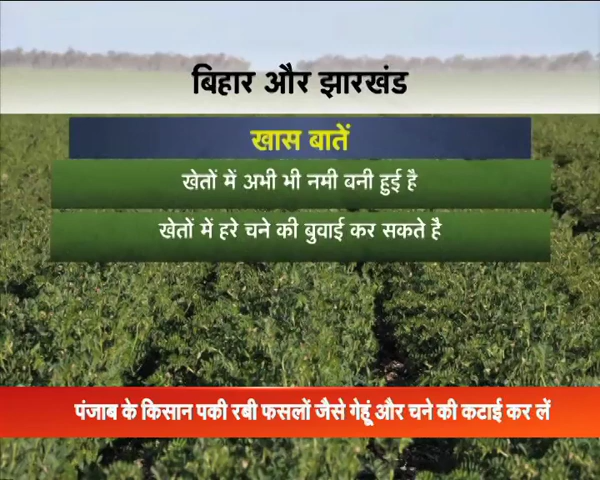 बिहार और झारखंड
खास बातें
खेतों में अभी भी नमी बनी हुई है
खेतों में हरे चने की बुवाई कर सकते है
पंजाब के किसान पकी रबी फसलों जैसे गेहूं और चने की कटाई कर लें